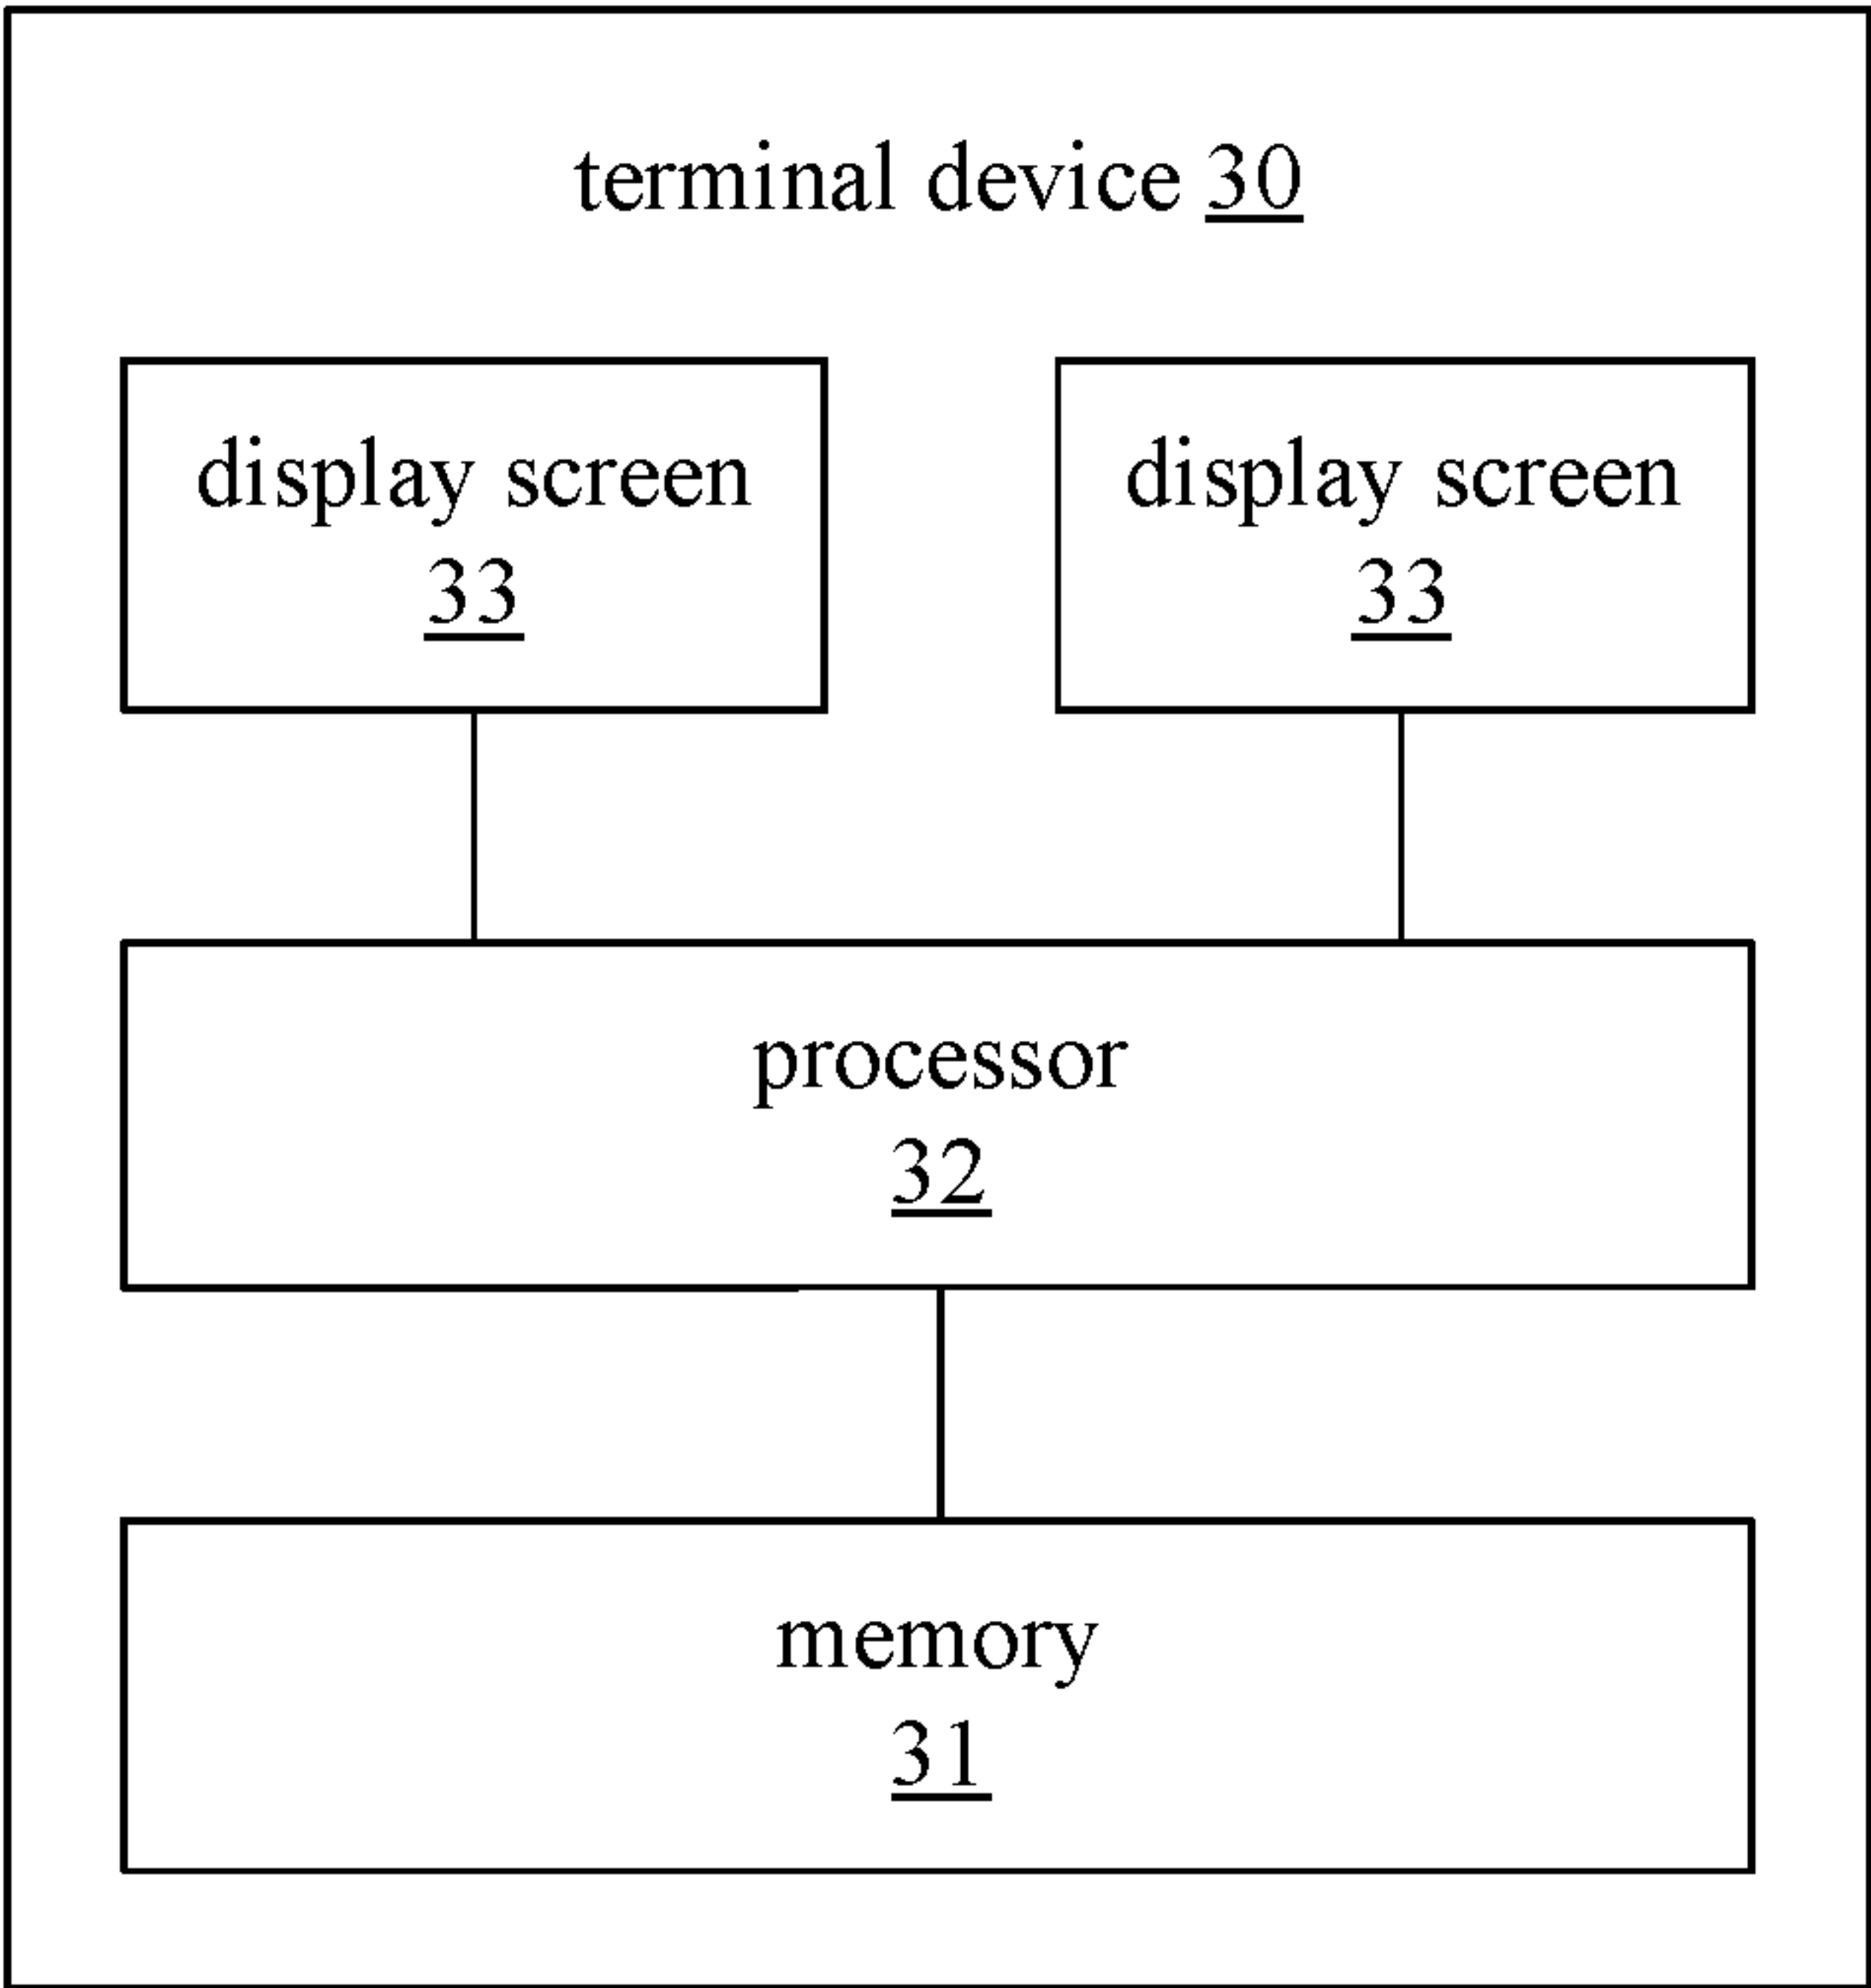 terminal device 30
display screen
33
display screen
33
processor
32
memory
31